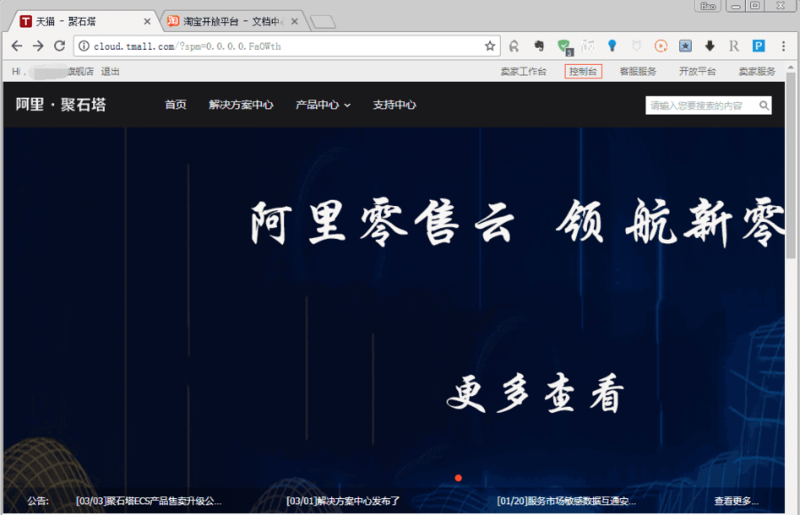 天猫 - 聚石塔
淘宝开放平台 - 文档中心
cloud.tmall.com/?spm=0.0.0.0.FaOWth
Hi, 旗舰店 退出 卖家工作台 控制台 客服服务 开放平台 卖家服务
阿里·聚石塔 首页 解决方案中心 产品中心 支持中心 请输入您要搜索的内容
阿里零售云 领航新零
更多查看
公告: [03/03]聚石塔ECS产品售卖升级公... [03/01]解决方案中心发布了 [01/20]服务市场敏感数据互通安... 查看更多...